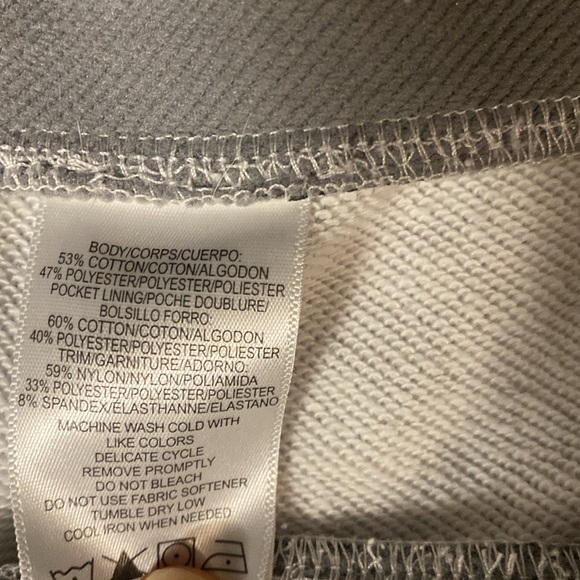 BODY/CORPS/CUERPO:
53% COTTON/COTON/ALGODON
47% POLYESTER/POLYESTER/POLIESTER
POCKET LINING/POCHE DOUBLURE/
BOLSILLO FORRO:
60% COTTON/COTON/ALGODON
40% POLYESTER/POLYESTER/POLIESTER
TRIM/GARNITURE/ADORNO:
59% NYLON/NYLON/POLIAMIDA
33% POLYESTER/POLYESTER/POLIESTER
8% SPANDEX/ÉLASTHANNE/ELASTANO
MACHINE WASH COLD WITH
LIKE COLORS
DELICATE CYCLE
REMOVE PROMPTLY
DO NOT BLEACH
DO NOT USE FABRIC SOFTENER
TUMBLE DRY LOW
COOL IRON WHEN NEEDED